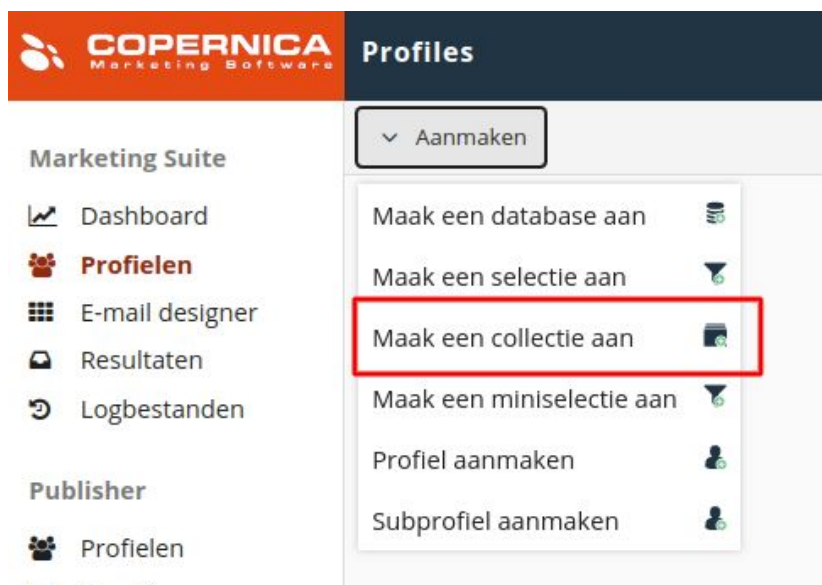 COPERNICA
Marketing Software
Profiles
Aanmaken
Marketing Suite
Dashboard
Profielen
E-mail designer
Resultaten
Logbestanden
Publisher
Profielen
Maak een database aan
Maak een selectie aan
Maak een collectie aan
Maak een miniselectie aan
Profiel aanmaken
Subprofiel aanmaken